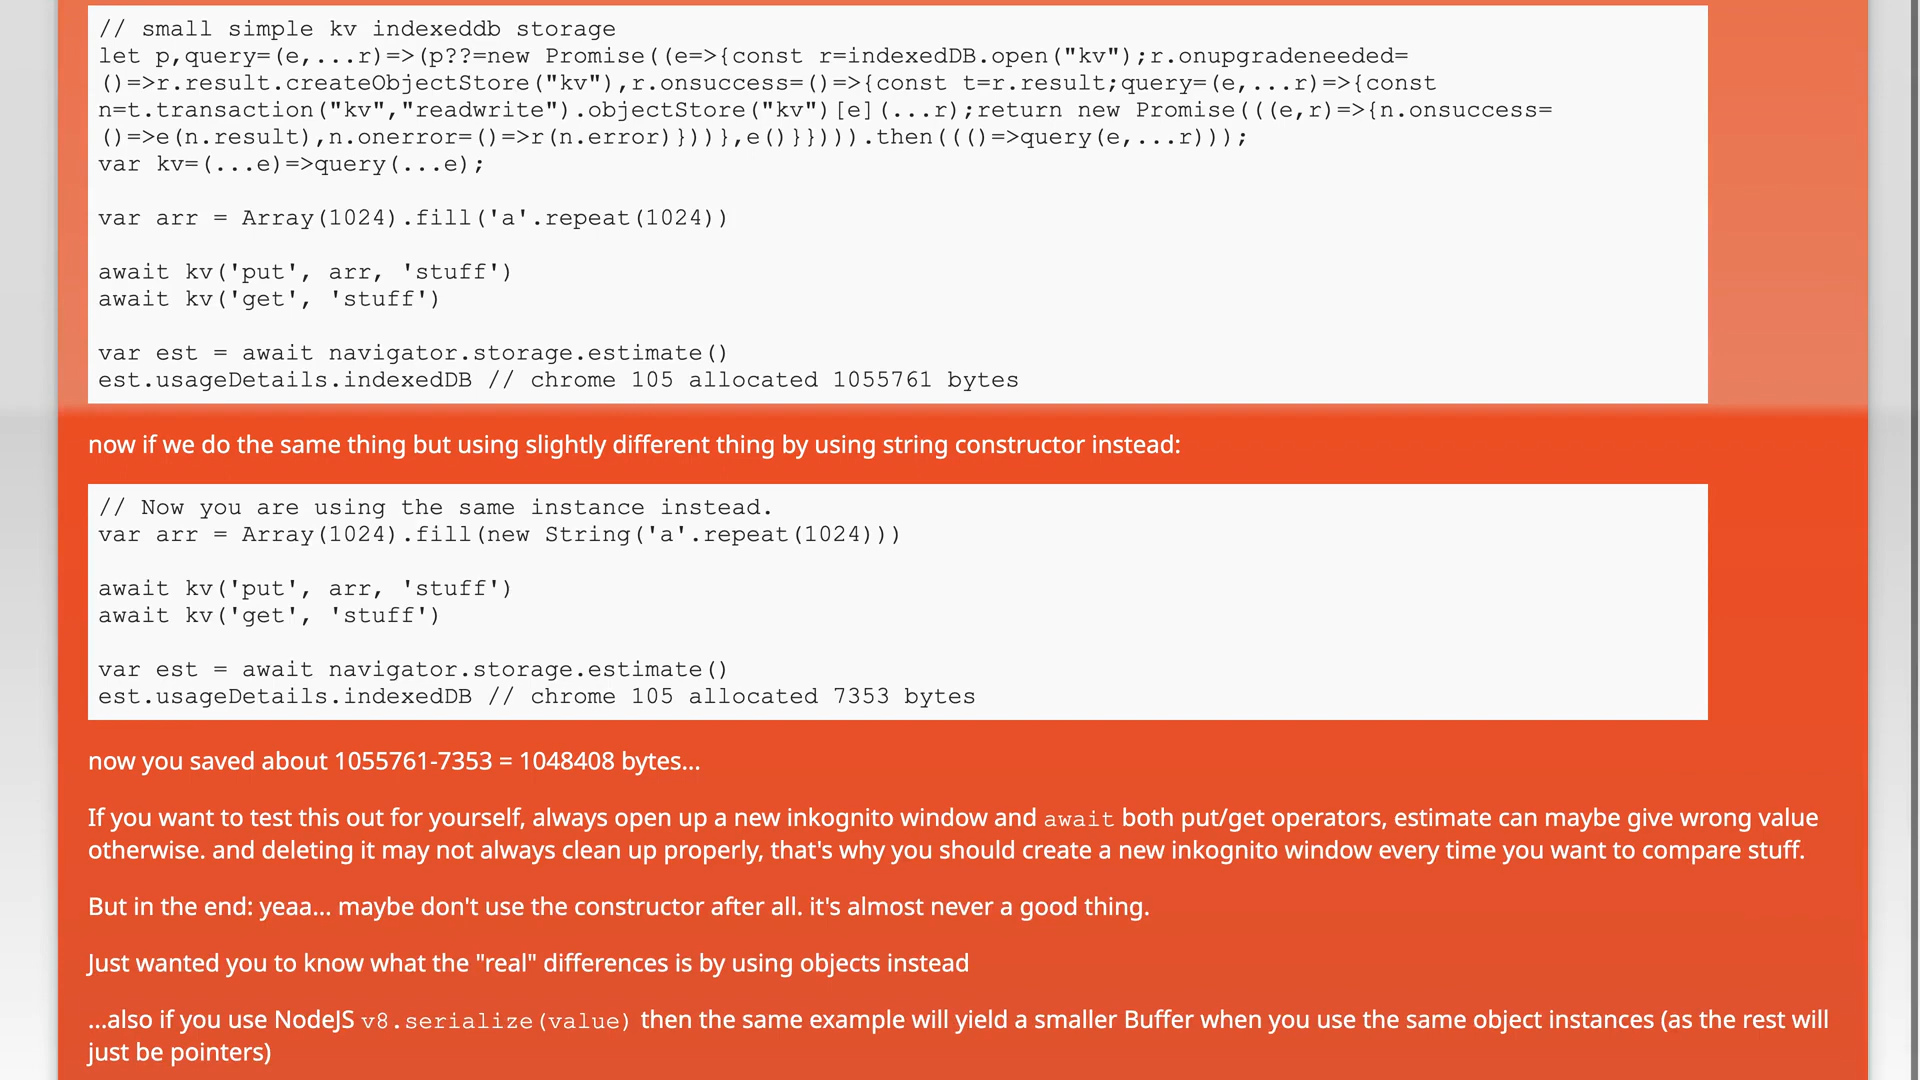 // small simple kv indexeddb storage
let p,query=(e,...r)=>(p??=new Promise((e=>{const r=indexedDB.open("kv");r.onupgradeneeded=
()=>r.result.createObjectStore("kv"),r.onsuccess=()=>{const t=r.result;query=(e,...r)=>{const
n=t.transaction("kv","readwrite").objectStore("kv")[e](...r);return new Promise(((e,r)=>{n.onsuccess=
()=>e(n.result),n.onerror=()=>r(n.error)}))},e()}}))).then((()=>query(e,...r)));
var kv=(...e)=>query(...e);
var arr = Array(1024).fill('a'.repeat(1024))
await kv('put', arr, 'stuff')
await kv('get', 'stuff')
var est = await navigator.storage.estimate()
est.usageDetails.indexedDB // chrome 105 allocated 1055761 bytes
now if we do the same thing but using slightly different thing by using string constructor instead:
// Now you are using the same instance instead.
var arr = Array(1024).fill(new String('a'.repeat(1024)))
await kv('put', arr, 'stuff')
await kv('get', 'stuff')
var est = await navigator.storage.estimate()
est.usageDetails.indexedDB // chrome 105 allocated 7353 bytes
now you saved about 1055761-7353 = 1048408 bytes...
If you want to test this out for yourself, always open up a new inkognito window and await both put/get operators, estimate can maybe give wrong value
otherwise. and deleting it may not always clean up properly, that's why you should create a new inkognito window every time you want to compare stuff.
But in the end: yeaa... maybe don't use the constructor after all. it's almost never a good thing.
Just wanted you to know what the "real" differences is by using objects instead
...also if you use NodeJS v8.serialize(value) then the same example will yield a smaller Buffer when you use the same object instances (as the rest will
just be pointers)